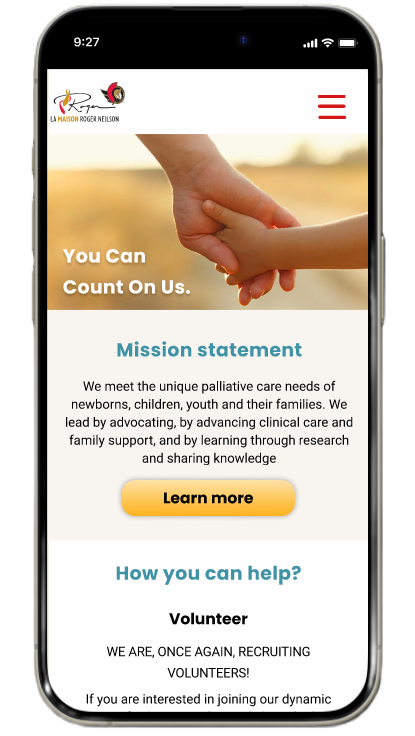 9:27
Roger
LA MAISON ROGER NEILSON
You Can
Count On Us.
Mission statement
We meet the unique palliative care needs of
newborns, children, youth and their families. We
lead by advocating, by advancing clinical care and
family support, and by learning through research
and sharing knowledge
Learn more
How you can help?
Volunteer
WE ARE, ONCE AGAIN, RECRUITING
VOLUNTEERS!
If you are interested in joining our dynamic